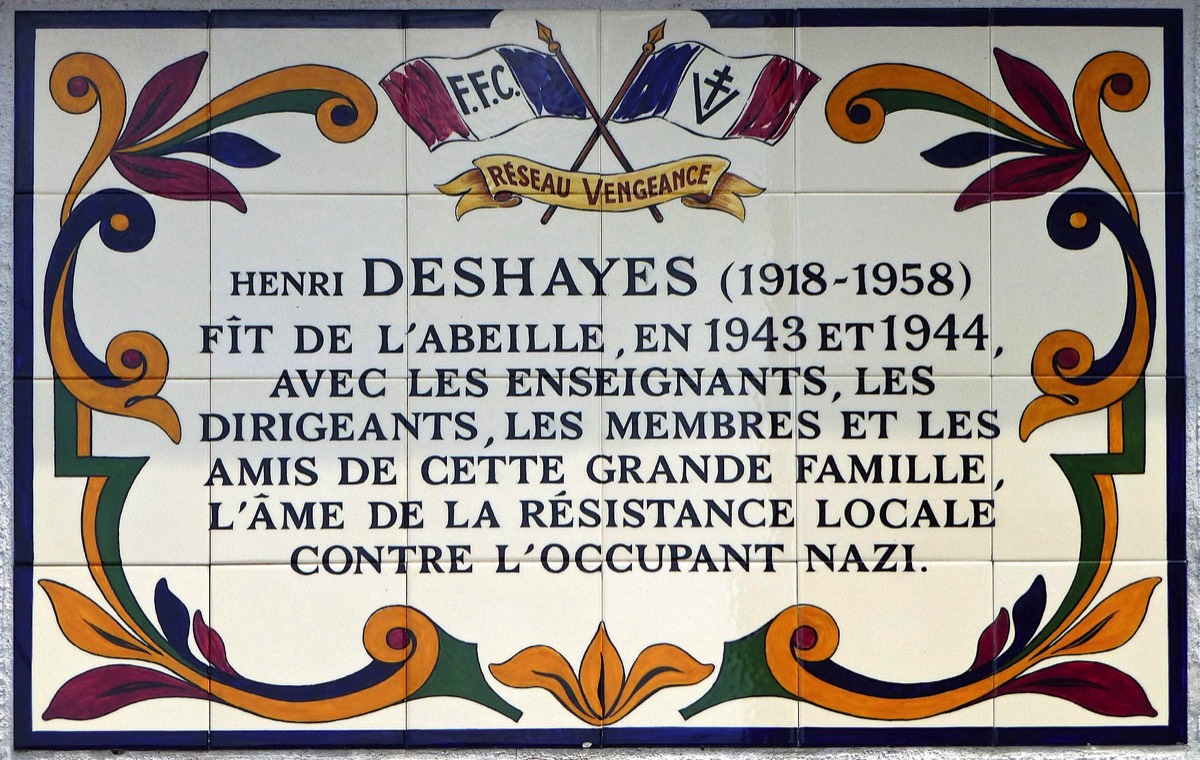 F.F.C.
RÉSEAU VENGEANCE
HENRI DESHAYES (1918-1958)
FÎT DE L'ABEILLE, EN 1943 ET 1944,
AVEC LES ENSEIGNANTS, LES
DIRIGEANTS, LES MEMBRES ET LES
AMIS DE CETTE GRANDE FAMILLE,
L'ÂME DE LA RÉSISTANCE LOCALE
CONTRE L'OCCUPANT NAZI.